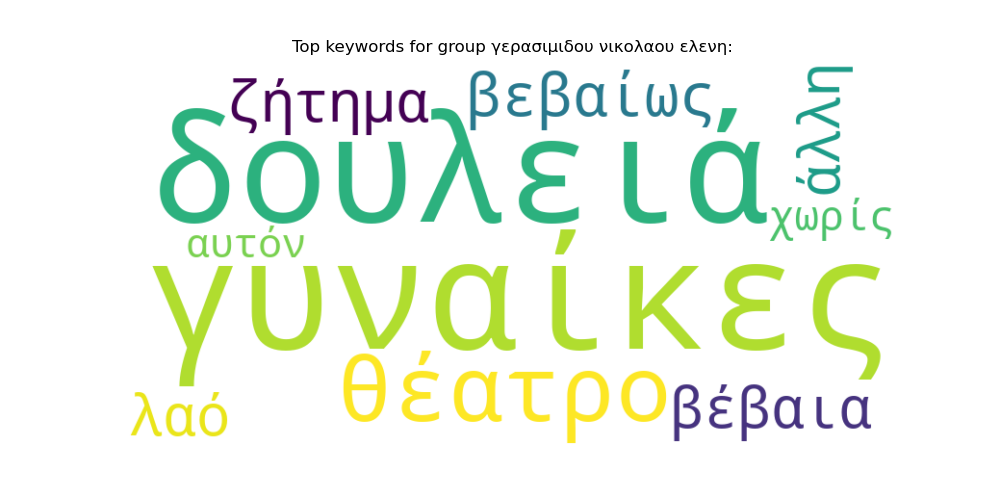 Top keywords for group γερασιμιδου νικολαου ελενη:
ζήτημα βεβαίως άλλη
δουλειά χωρίς
αυτόν
γυναίκες
θέατρο
λαό βέβαια